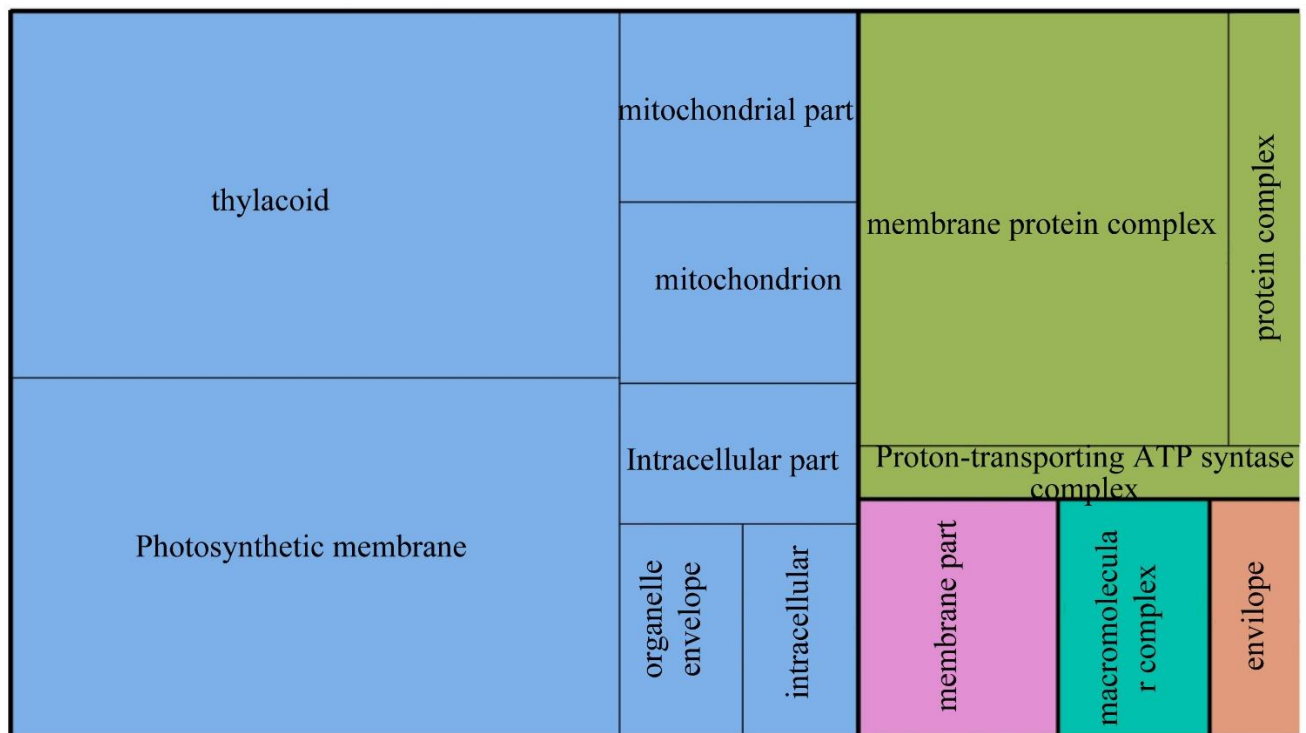 thylacoid
Photosynthetic membrane
mitochondrial part
mitochondrion
Intracellular part
organelle
envelope
intracellular
membrane protein complex
protein complex
Proton-transporting ATP syntase
complex
membrane part
macromolecula
r complex
envilope